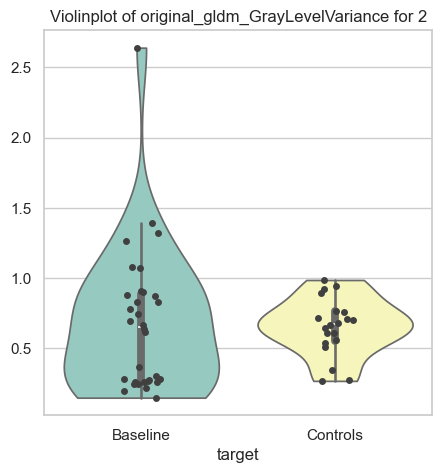 Violinplot of original_gldm_GrayLevelVariance for 2
2.5
2.0
1.5
1.0
0.5
Baseline
Controls
target